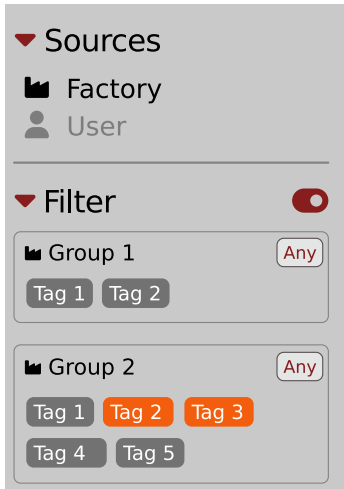 Sources
Factory
User
Filter
Group 1 Any
Tag 1 Tag 2
Group 2 Any
Tag 1 Tag 2 Tag 3
Tag 4 Tag 5